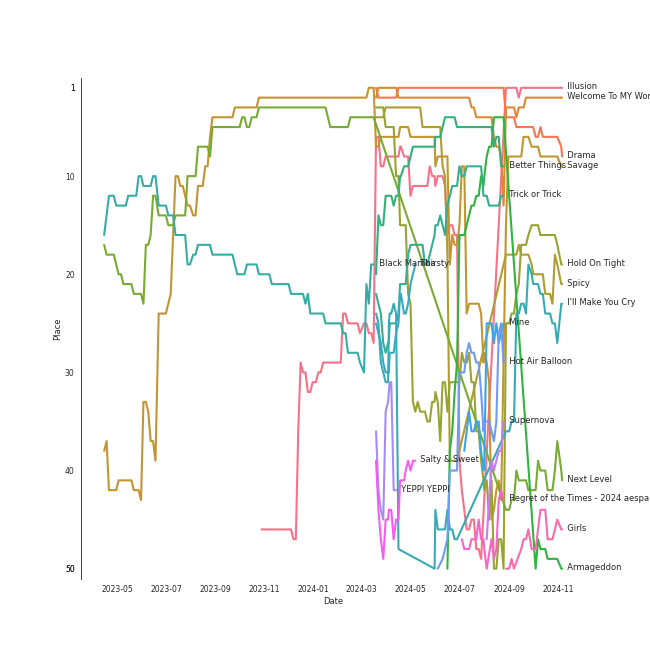 1
10
20
30
40
50
50
Place
Illusion
Welcome To MY Wor
Drama
Better Things
Savage
Trick or Trick
Black Mamba
Thirsty
Hold On Tight
Spicy
I'll Make You Cry
Mine
Hot Air Balloon
Supernova
Salty & Sweet
Next Level
YEPPI YEPPI
Regret of the Times - 2024 aespa
Girls
Armageddon
2023-05
2023-07
2023-09
2023-11
2024-01
2024-03
2024-05
2024-07
2024-09
2024-11
Date